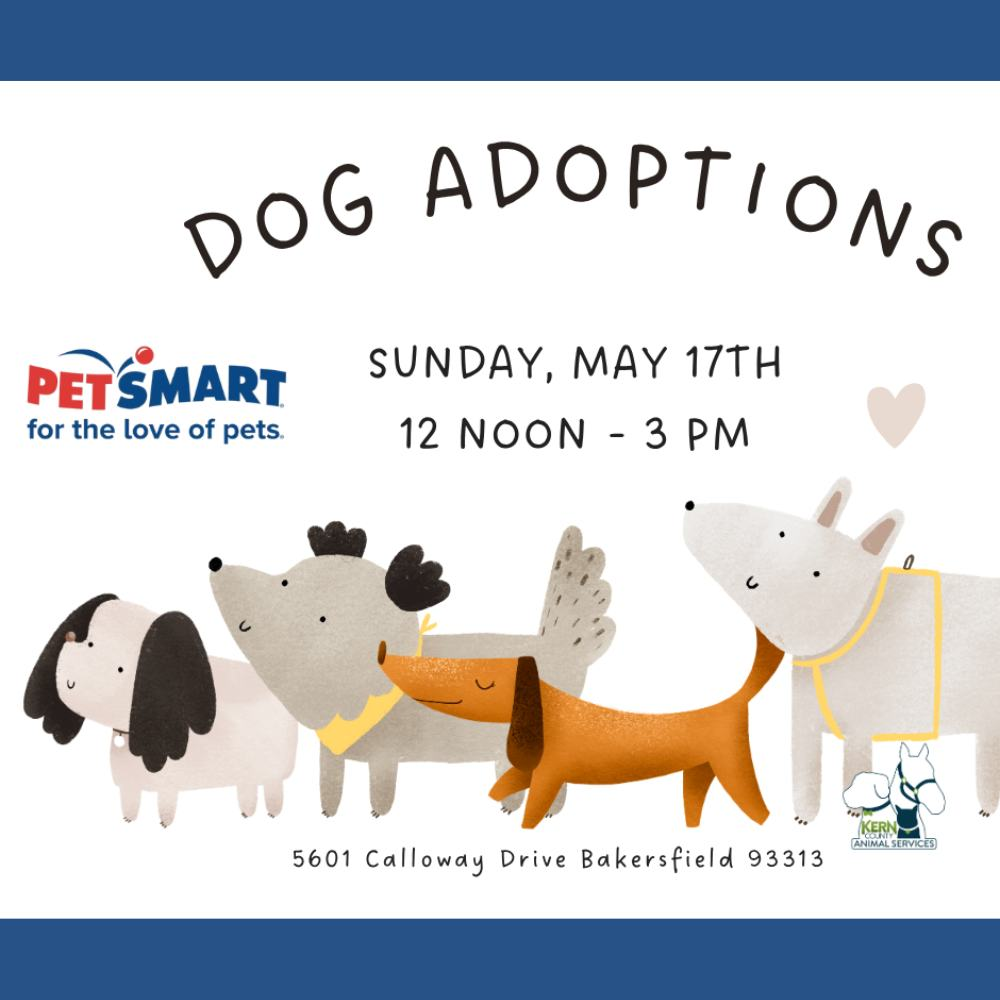 DOG ADOPTIONS
PETSMART
for the love of pets.
SUNDAY, MAY 17TH
12 NOON - 3 PM
KERN
COUNTY
ANIMAL SERVICES
5601 Calloway Drive Bakersfield 93313